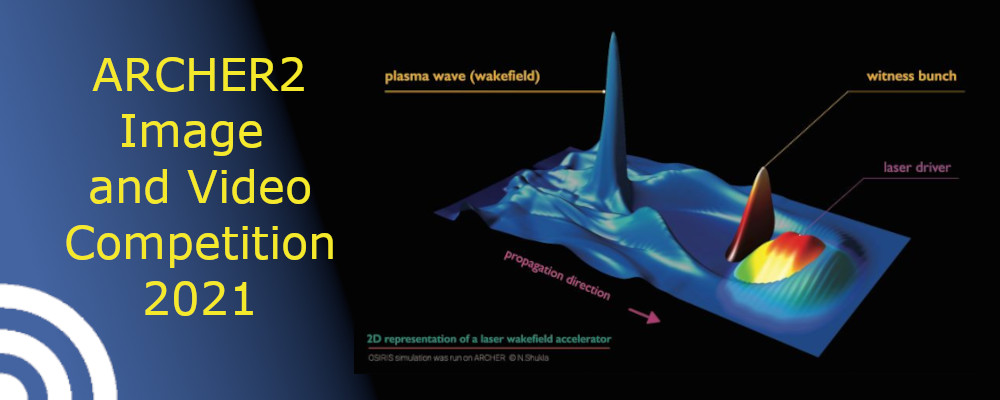 ARCHER2
Image
and Video
Competition
2021
plasma wave (wakefield)
witness bunch
laser driver
propagation direction
2D representation of a laser wakefield accelerator
OSIRIS simulation was run on ARCHER © N.Shukla